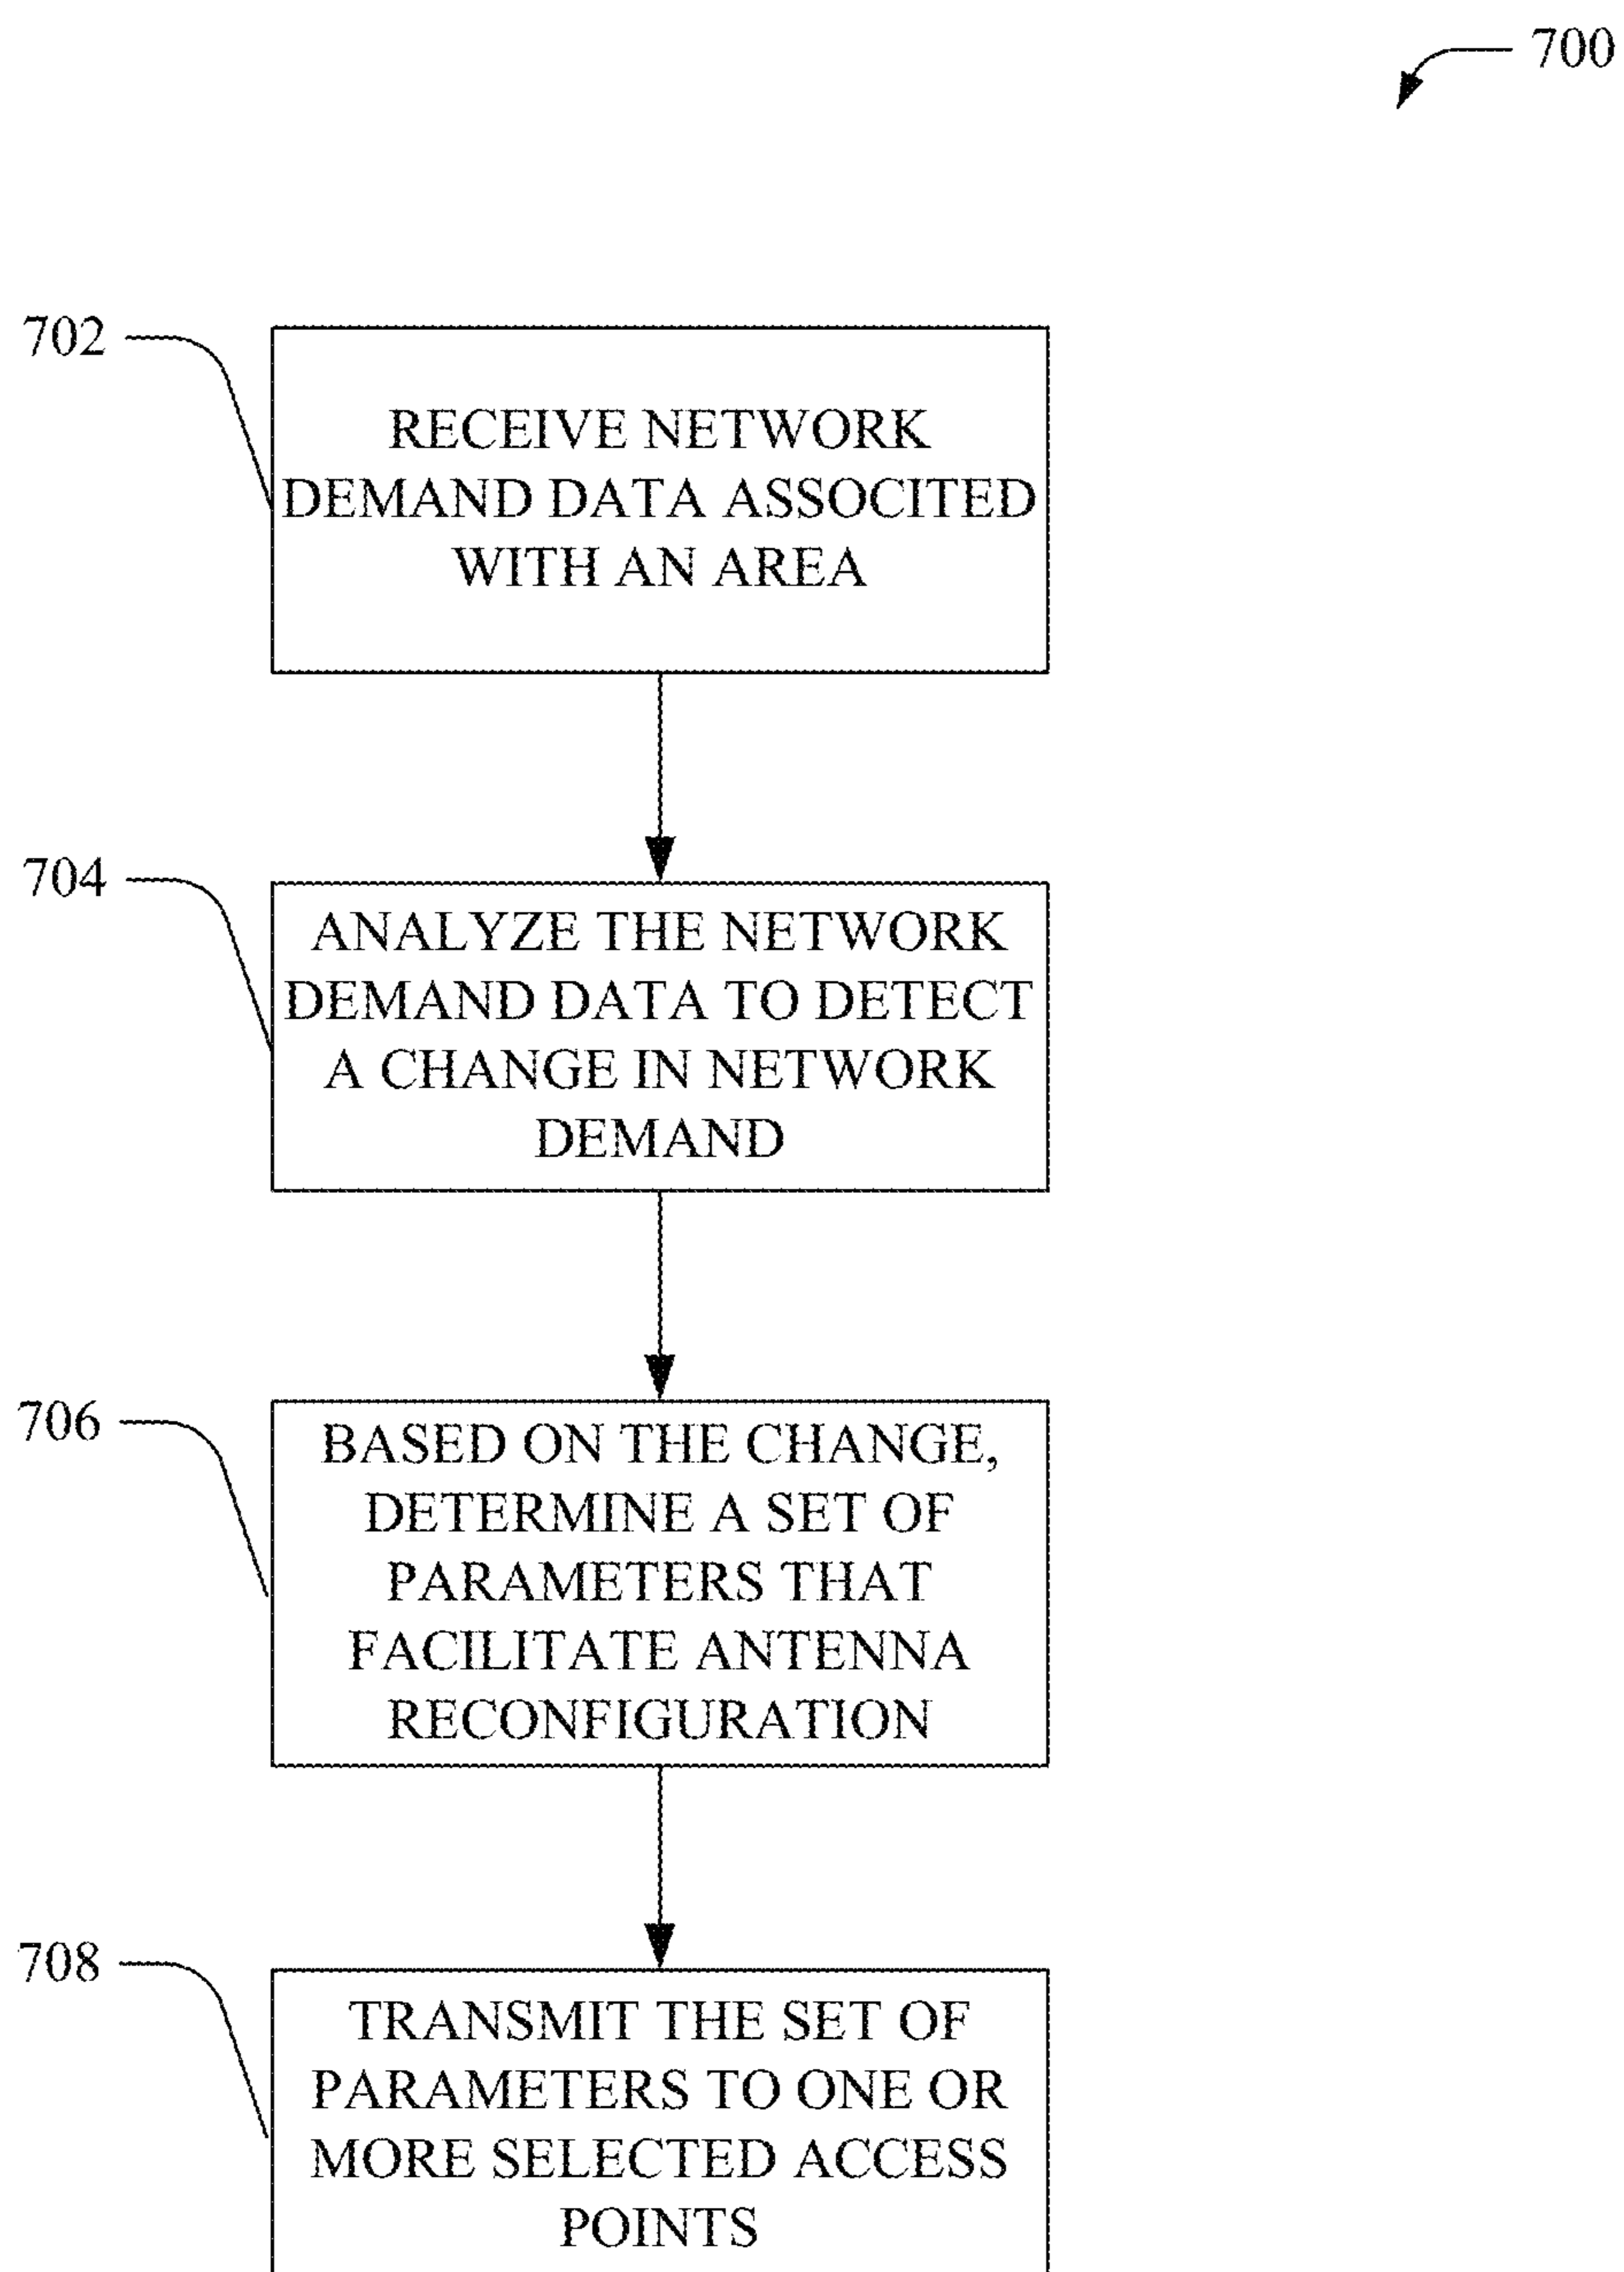 700
702
RECEIVE NETWORK
DEMAND DATA ASSOCITED
WITH AN AREA
704
ANALYZE THE NETWORK
DEMAND DATA TO DETECT
A CHANGE IN NETWORK
DEMAND
706
BASED ON THE CHANGE,
DETERMINE A SET OF
PARAMETERS THAT
FACILITATE ANTENNA
RECONFIGURATION
708
TRANSMIT THE SET OF
PARAMETERS TO ONE OR
MORE SELECTED ACCESS
POINTS